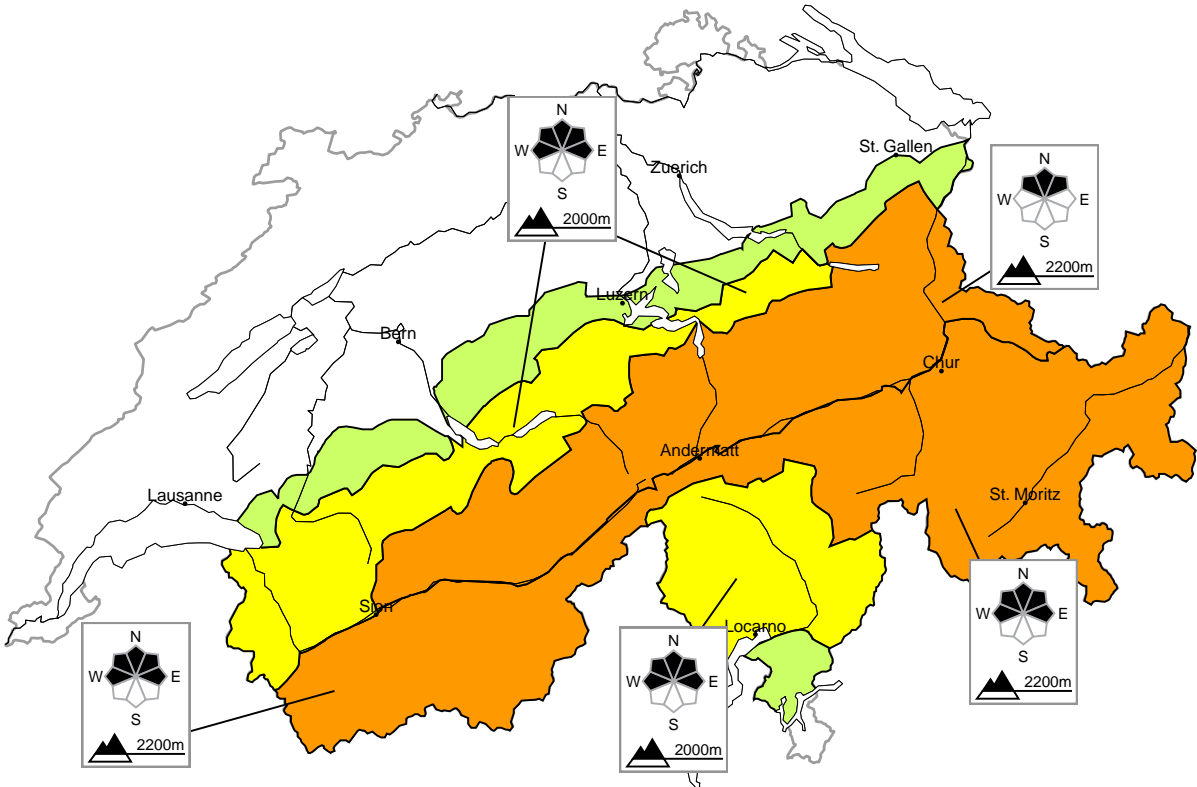 N
W E
S
2000m
Zuerich
St. Gallen
N
W E
S
2200m
Luzern
Bern
Chur
Andermatt
Lausanne
St. Moritz
N
W E
S
2200m
Sion
Locarno
N
W E
S
2200m
N
W E
S
2000m